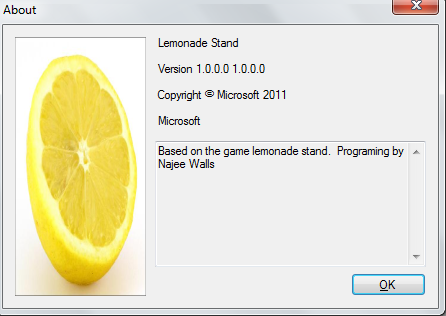 About
Lemonade Stand
Version 1.0.0.0 1.0.0.0
Copyright © Microsoft 2011
Microsoft
Based on the game lemonade stand.  Programing by
Najee Walls
OK